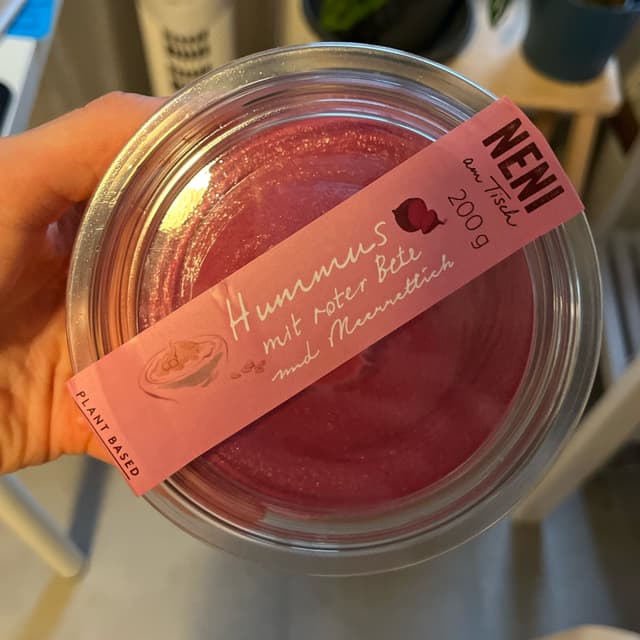 NENI
am Tisch
200g
Hummus
mit roter Bete
und Meerrettich
PLANT BASED